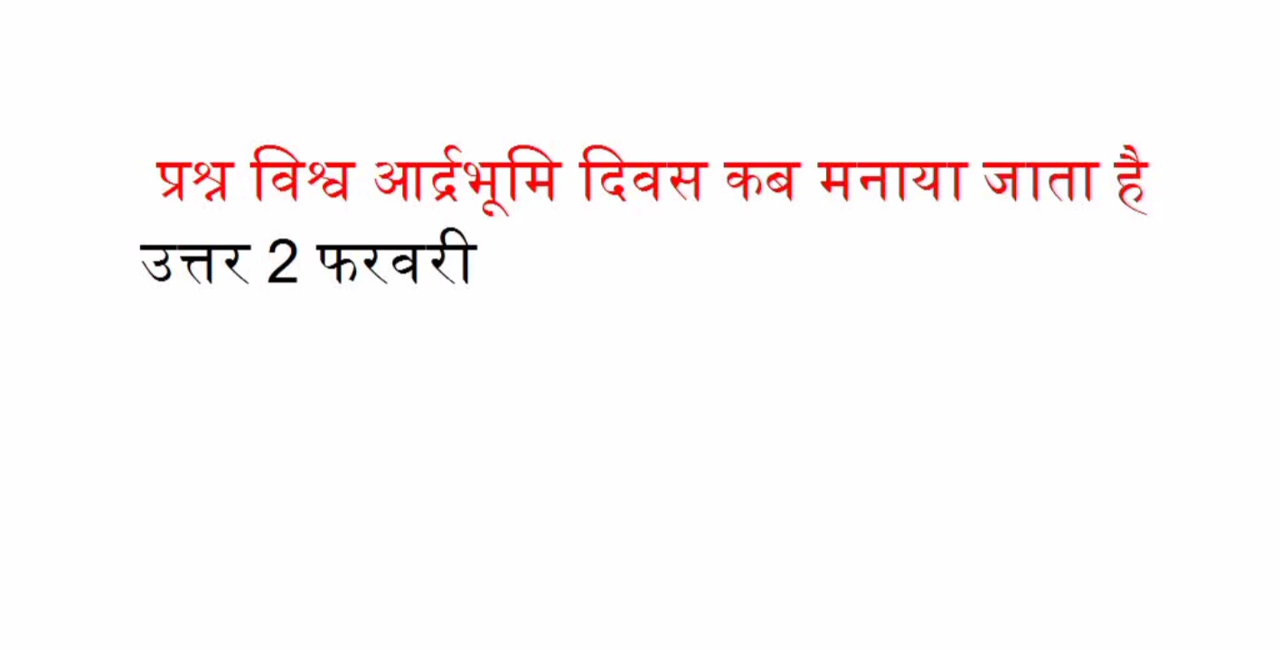 प्रश्न विश्व आर्द्रभूमि दिवस कब मनाया जाता है
उत्तर 2 फरवरी